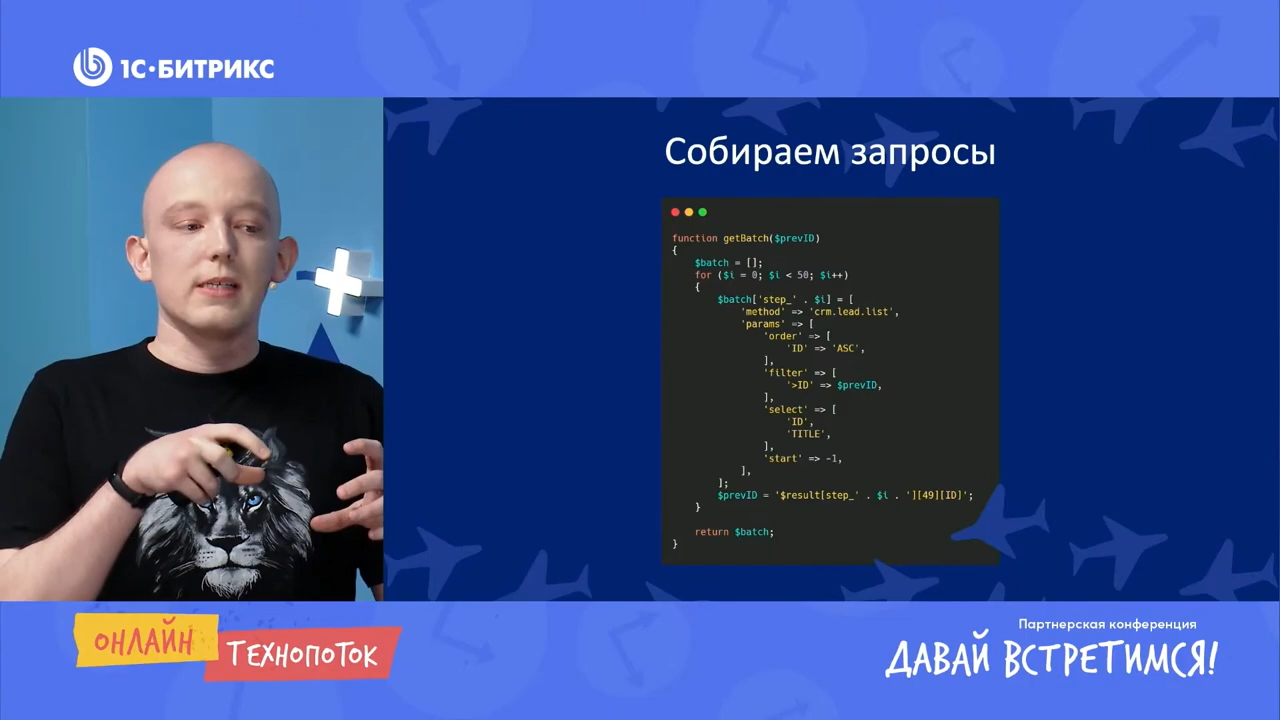 1С·БИТРИКС
Собираем запросы
function getBatch($prevID)
{
    $batch = [];
    for ($i = 0; $i < 50; $i++)
    {
        $batch['step_' . $i] = [
            'method' => 'crm.lead.list',
            'params' => [
                'order' => [
                    'ID' => 'ASC',
                ],
                'filter' => [
                    '>ID' => $prevID,
                ],
                'select' => [
                    'ID',
                    'TITLE',
                ],
                'start' => -1,
            ],
        ];
        $prevID = '$result[step_' . $i . '][49][ID]';
    }
    return $batch;
}
ОНЛАЙН
ТЕХНОПОТОК
Партнерская конференция
ДАВАЙ ВСТРЕТИМСЯ!